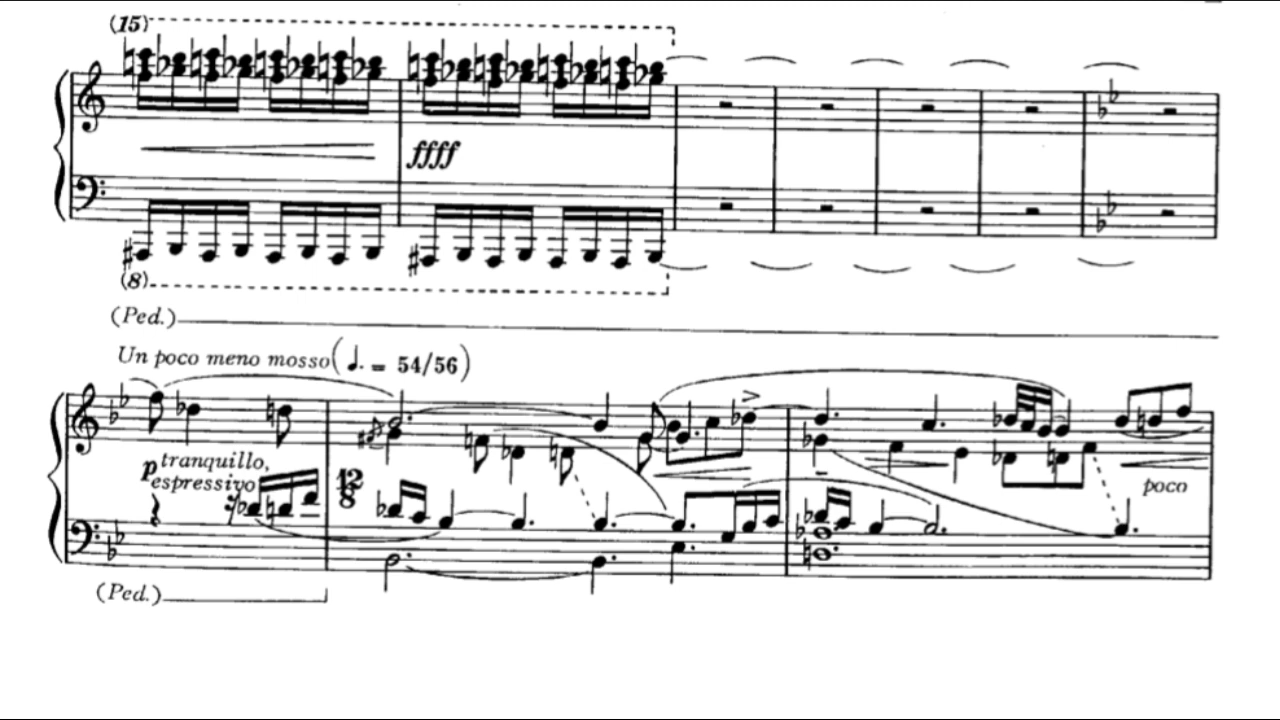 (15)
ffff
(8)
(Ped.)
Un poco meno mosso (♩. = 54/56)
p tranquillo,
espressivo
12
8
poco
(Ped.)